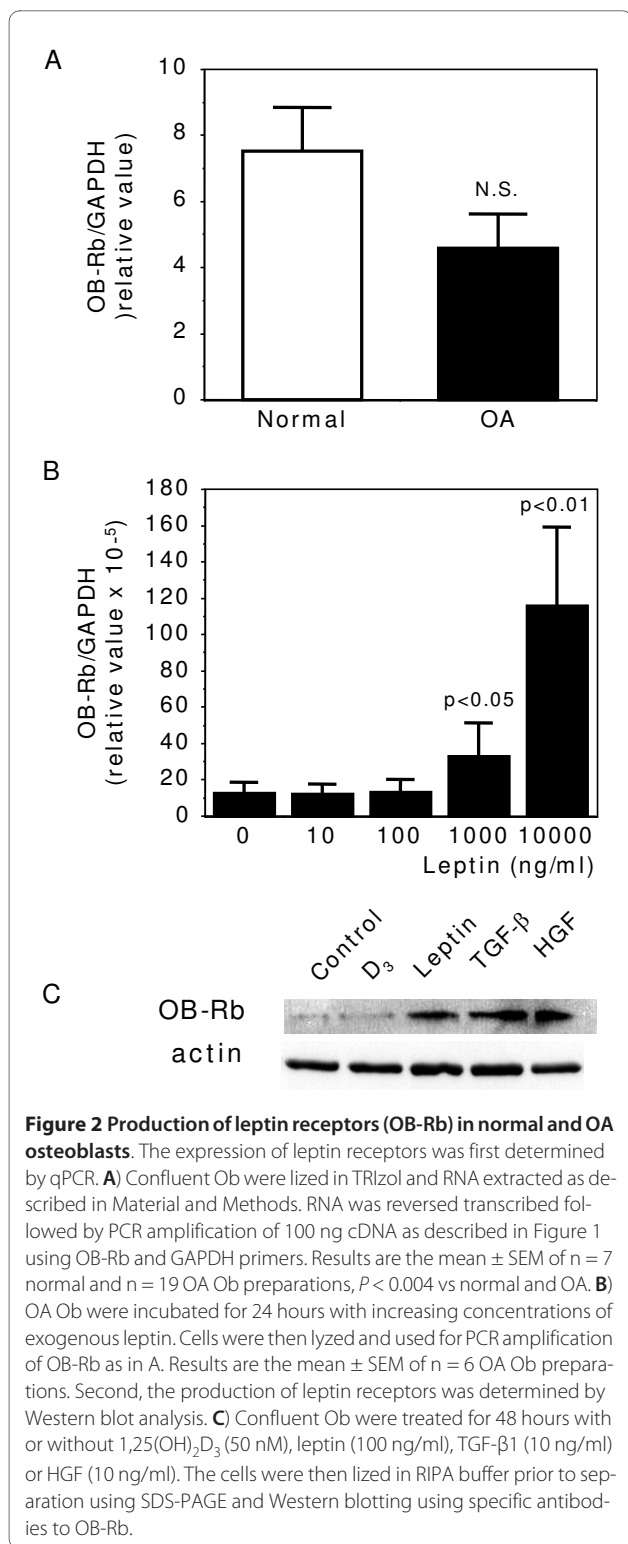 A
10
8
6
4
2
0
OB-Rb/GAPDH
)relative value)
N.S.
Normal OA
B
180
160
140
120
100
80
60
40
20
0
OB-Rb/GAPDH
(relative value x 10-5)
p<0.05
p<0.01
0 10 100 1000 10000
Leptin (ng/ml)
Control D3 Leptin TGF-β HGF
C
OB-Rb
actin
Figure 2 Production of leptin receptors (OB-Rb) in normal and OA
osteoblasts. The expression of leptin receptors was first determined
by qPCR. A) Confluent Ob were lized in TRIzol and RNA extracted as de-
scribed in Material and Methods. RNA was reversed transcribed fol-
lowed by PCR amplification of 100 ng cDNA as described in Figure 1
using OB-Rb and GAPDH primers. Results are the mean ± SEM of n = 7
normal and n = 19 OA Ob preparations, P < 0.004 vs normal and OA. B)
OA Ob were incubated for 24 hours with increasing concentrations of
exogenous leptin. Cells were then lyzed and used for PCR amplification
of OB-Rb as in A. Results are the mean ± SEM of n = 6 OA Ob prepara-
tions. Second, the production of leptin receptors was determined by
Western blot analysis. C) Confluent Ob were treated for 48 hours with
or without 1,25(OH)2D3 (50 nM), leptin (100 ng/ml), TGF-β1 (10 ng/ml)
or HGF (10 ng/ml). The cells were then lized in RIPA buffer prior to sep-
aration using SDS-PAGE and Western blotting using specific antibod-
ies to OB-Rb.